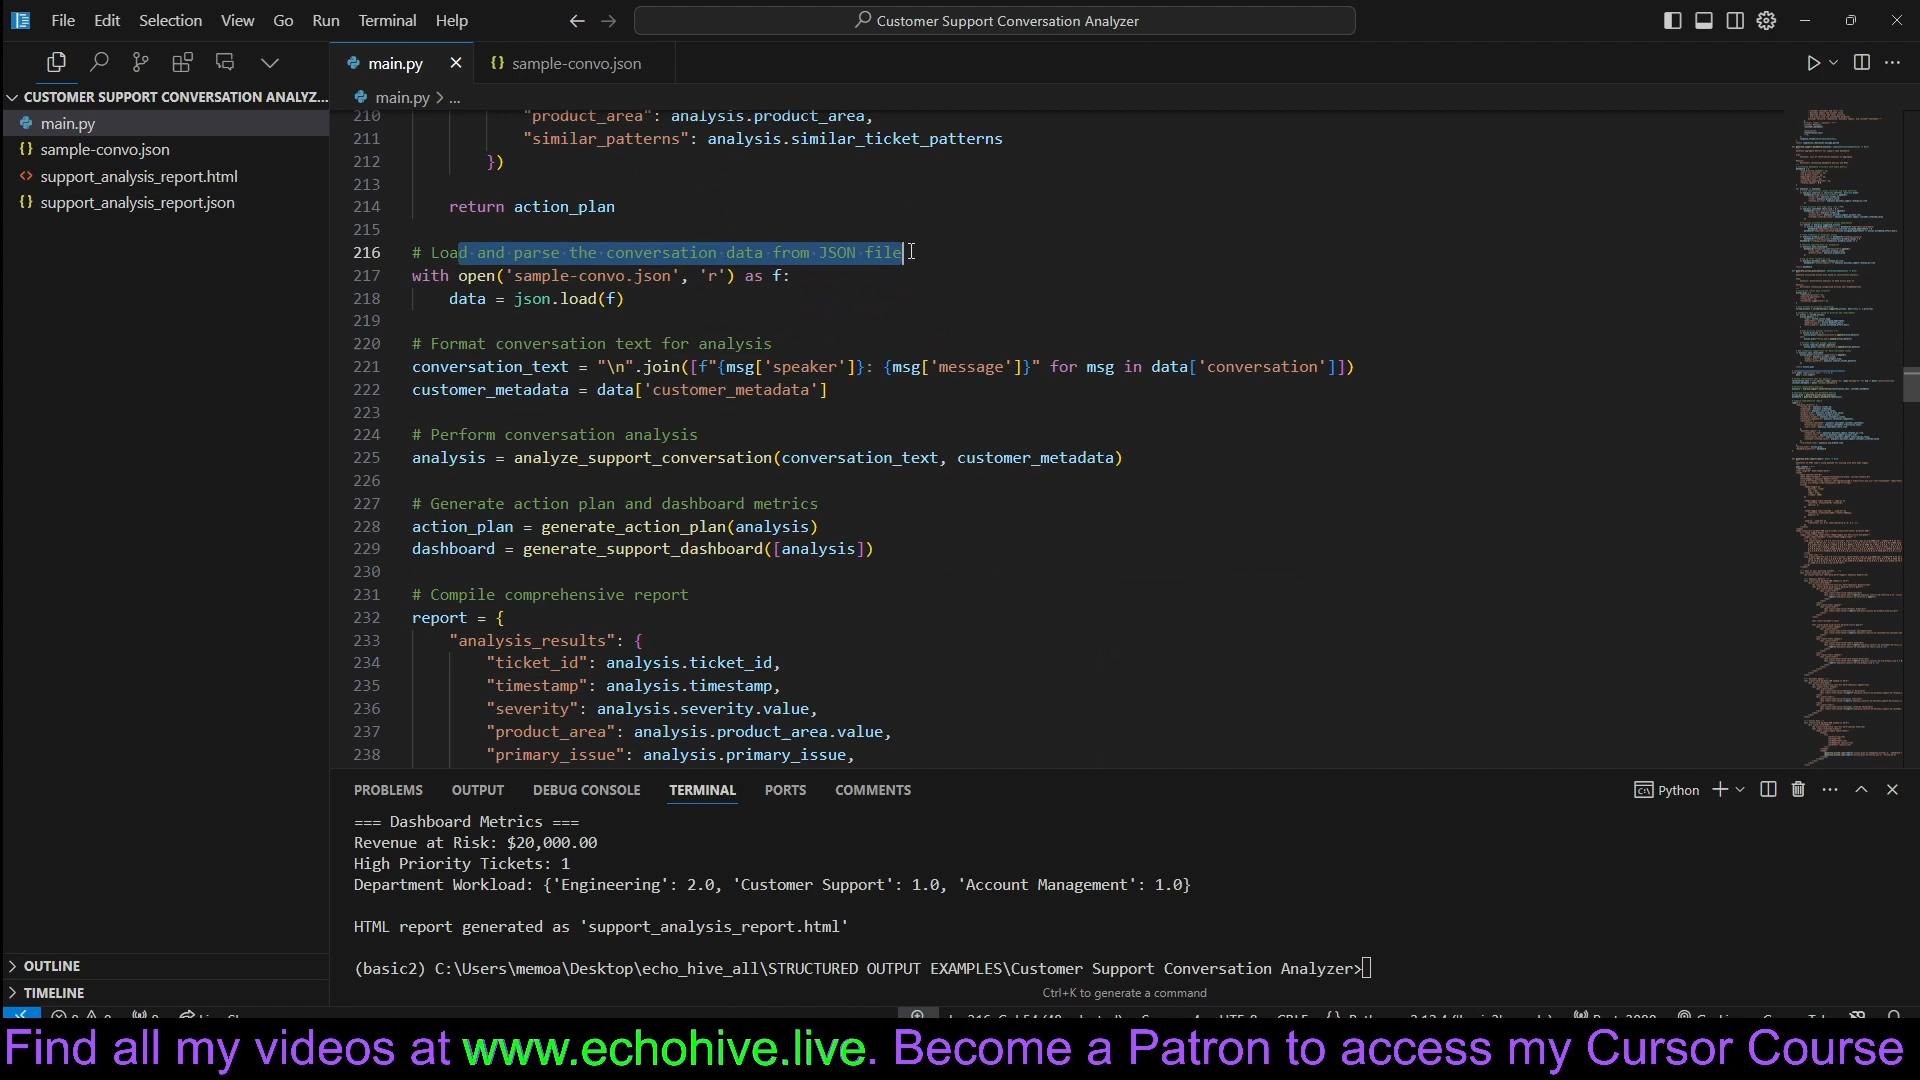 File Edit Selection View Go Run Terminal Help
Customer Support Conversation Analyzer
main.py
sample-convo.json
CUSTOMER SUPPORT CONVERSATION ANALYZ...
main.py
sample-convo.json
support_analysis_report.html
support_analysis_report.json
OUTLINE
TIMELINE
main.py > ...
210 "product_area": analysis.product_area,
211 "similar_patterns": analysis.similar_ticket_patterns
212 })
213
214 return action_plan
215
216 # Load and parse the conversation data from JSON file
217 with open('sample-convo.json', 'r') as f:
218 data = json.load(f)
219
220 # Format conversation text for analysis
221 conversation_text = "\n".join([f"{msg['speaker']}: {msg['message']}" for msg in data['conversation']])
222 customer_metadata = data['customer_metadata']
223
224 # Perform conversation analysis
225 analysis = analyze_support_conversation(conversation_text, customer_metadata)
226
227 # Generate action plan and dashboard metrics
228 action_plan = generate_action_plan(analysis)
229 dashboard = generate_support_dashboard([analysis])
230
231 # Compile comprehensive report
232 report = {
233 "analysis_results": {
234 "ticket_id": analysis.ticket_id,
235 "timestamp": analysis.timestamp,
236 "severity": analysis.severity.value,
237 "product_area": analysis.product_area.value,
238 "primary_issue": analysis.primary_issue,
PROBLEMS OUTPUT DEBUG CONSOLE TERMINAL PORTS COMMENTS
Python
=== Dashboard Metrics ===
Revenue at Risk: $20,000.00
High Priority Tickets: 1
Department Workload: {'Engineering': 2.0, 'Customer Support': 1.0, 'Account Management': 1.0}
HTML report generated as 'support_analysis_report.html'
(basic2) C:\Users\memoa\Desktop\echo_hive_all\STRUCTURED OUTPUT EXAMPLES\Customer Support Conversation Analyzer>
Ctrl+K to generate a command
Find all my videos at www.echohive.live. Become a Patron to access my Cursor Course